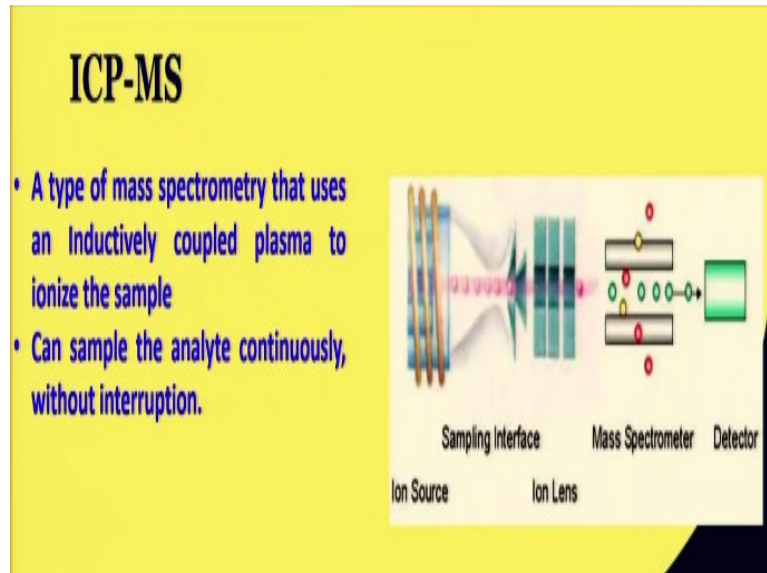 ICP-MS
• A type of mass spectrometry that uses
an Inductively coupled plasma to
ionize the sample
• Can sample the analyte continuously,
without interruption.
Sampling Interface Mass Spectrometer Detector
Ion Source Ion Lens